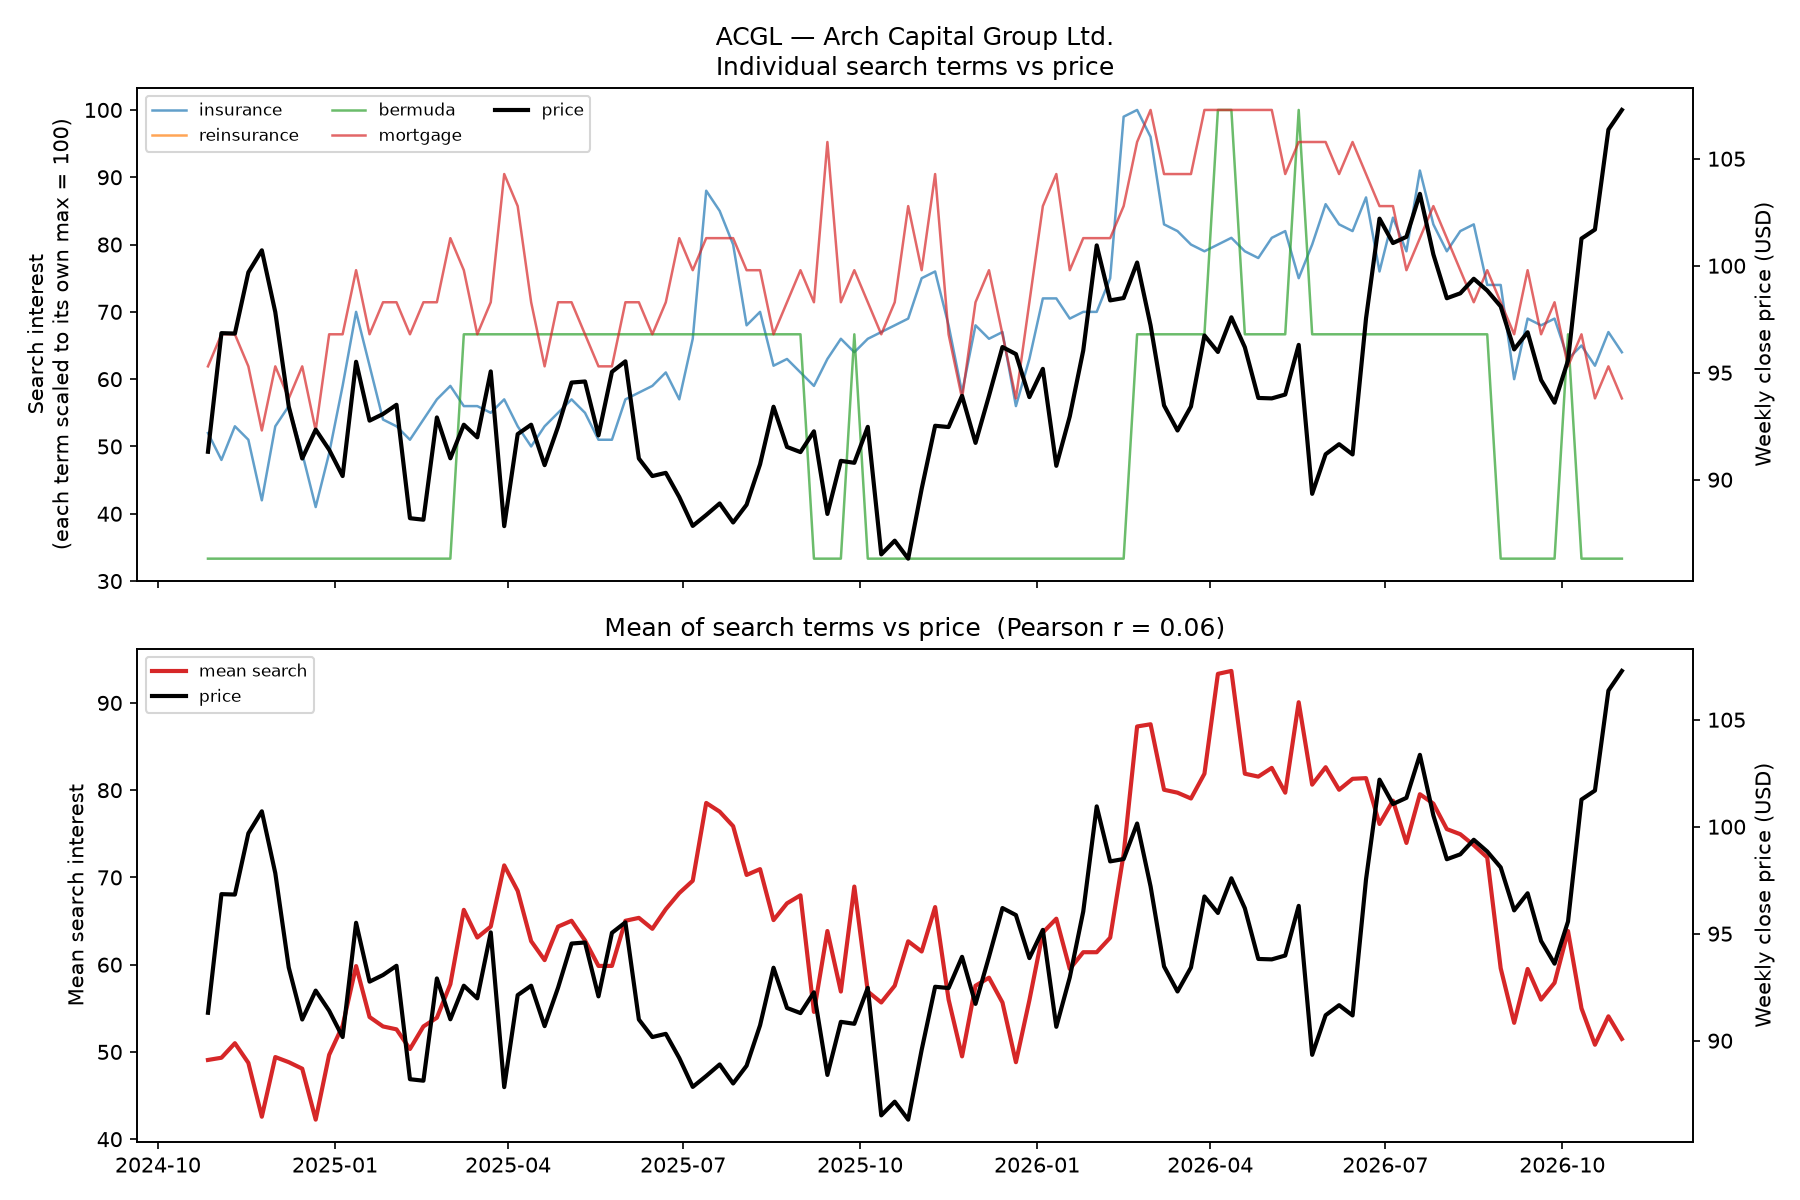 ACGL — Arch Capital Group Ltd.
Individual search terms vs price
insurance
reinsurance
bermuda
mortgage
price
Search interest
(each term scaled to its own max = 100)
100
90
80
70
60
50
40
30
105
100
95
90
Weekly close price (USD)
Mean of search terms vs price (Pearson r = 0.06)
mean search
price
Mean search interest
90
80
70
60
50
40
105
100
95
90
Weekly close price (USD)
2024-10 2025-01 2025-04 2025-07 2025-10 2026-01 2026-04 2026-07 2026-10